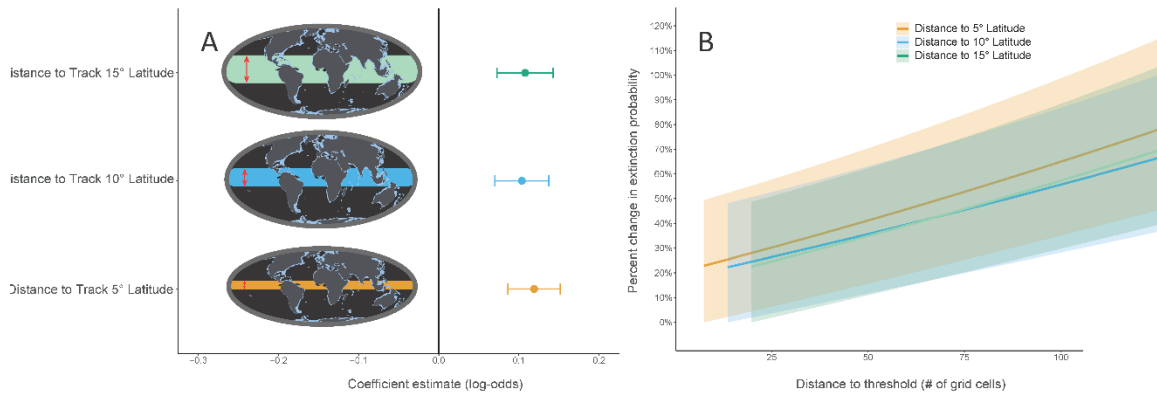 A
istance to Track 15° Latitude
istance to Track 10° Latitude
Distance to Track 5° Latitude
−0.3
−0.2
−0.1
0.0
0.1
0.2
Coefficient estimate (log-odds)
B
Distance to 5° Latitude
Distance to 10° Latitude
Distance to 15° Latitude
Percent change in extinction probability
120%
110%
100%
90%
80%
70%
60%
50%
40%
30%
20%
10%
0%
25
50
75
100
Distance to threshold (# of grid cells)